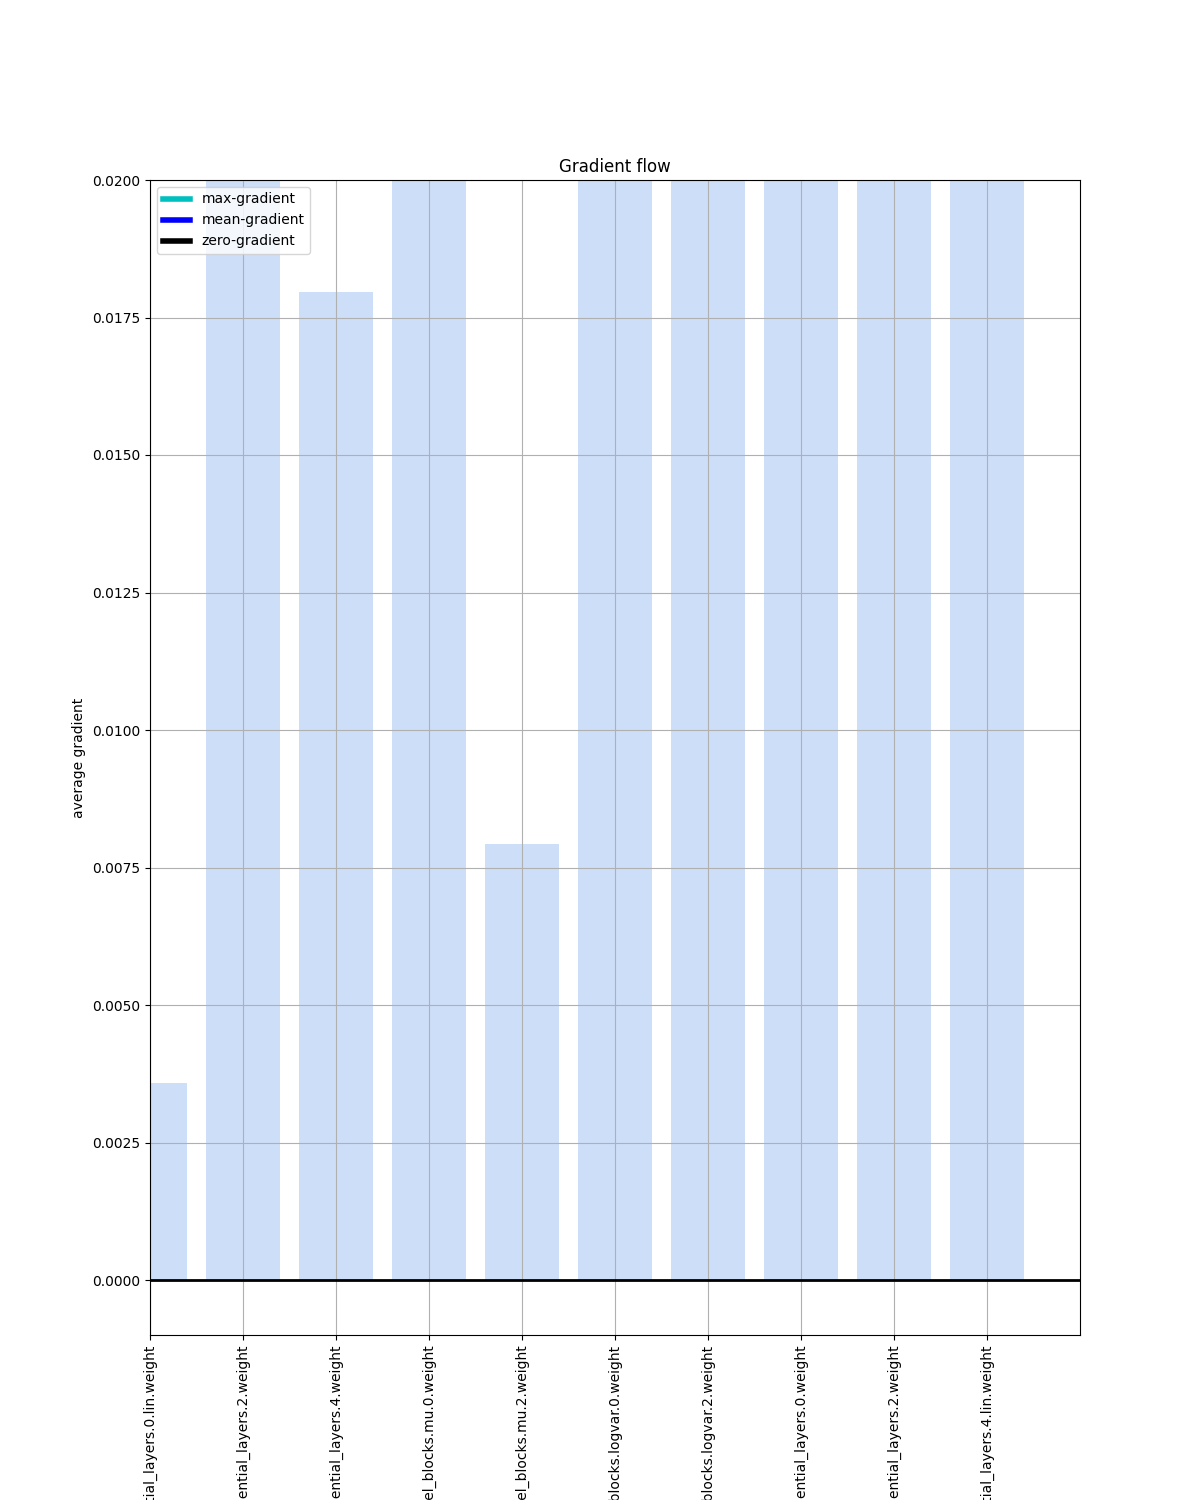 Gradient flow
max-gradient
mean-gradient
zero-gradient
0.0200
0.0175
0.0150
0.0125
0.0100
0.0075
0.0050
0.0025
0.0000
average gradient
tial_layers.0.lin.weight
ential_layers.2.weight
ential_layers.4.weight
el_blocks.mu.0.weight
el_blocks.mu.2.weight
blocks.logvar.0.weight
blocks.logvar.2.weight
ential_layers.0.weight
ential_layers.2.weight
tial_layers.4.lin.weight